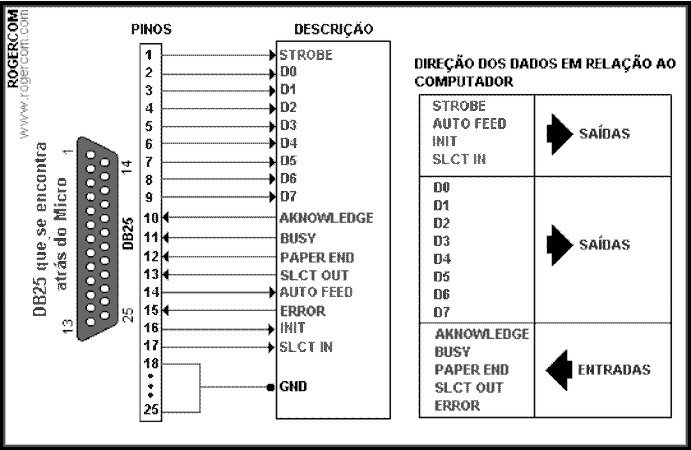 ROGERCOM
www.rogercom.com
DB25 que se encontra
atrás do Micro
1
14
13
25
DB25
PINOS
DESCRIÇÃO
1 STROBE
2 D0
3 D1
4 D2
5 D3
6 D4
7 D5
8 D6
9 D7
10 AKNOWLEDGE
11 BUSY
12 PAPER END
13 SLCT OUT
14 AUTO FEED
15 ERROR
16 INIT
17 SLCT IN
18
GND
25
DIREÇÃO DOS DADOS EM RELAÇÃO AO
COMPUTADOR
STROBE
AUTO FEED
INIT
SLCT IN
SAÍDAS
D0
D1
D2
D3
D4
D5
D6
D7
SAÍDAS
AKNOWLEDGE
BUSY
PAPER END
SLCT OUT
ERROR
ENTRADAS